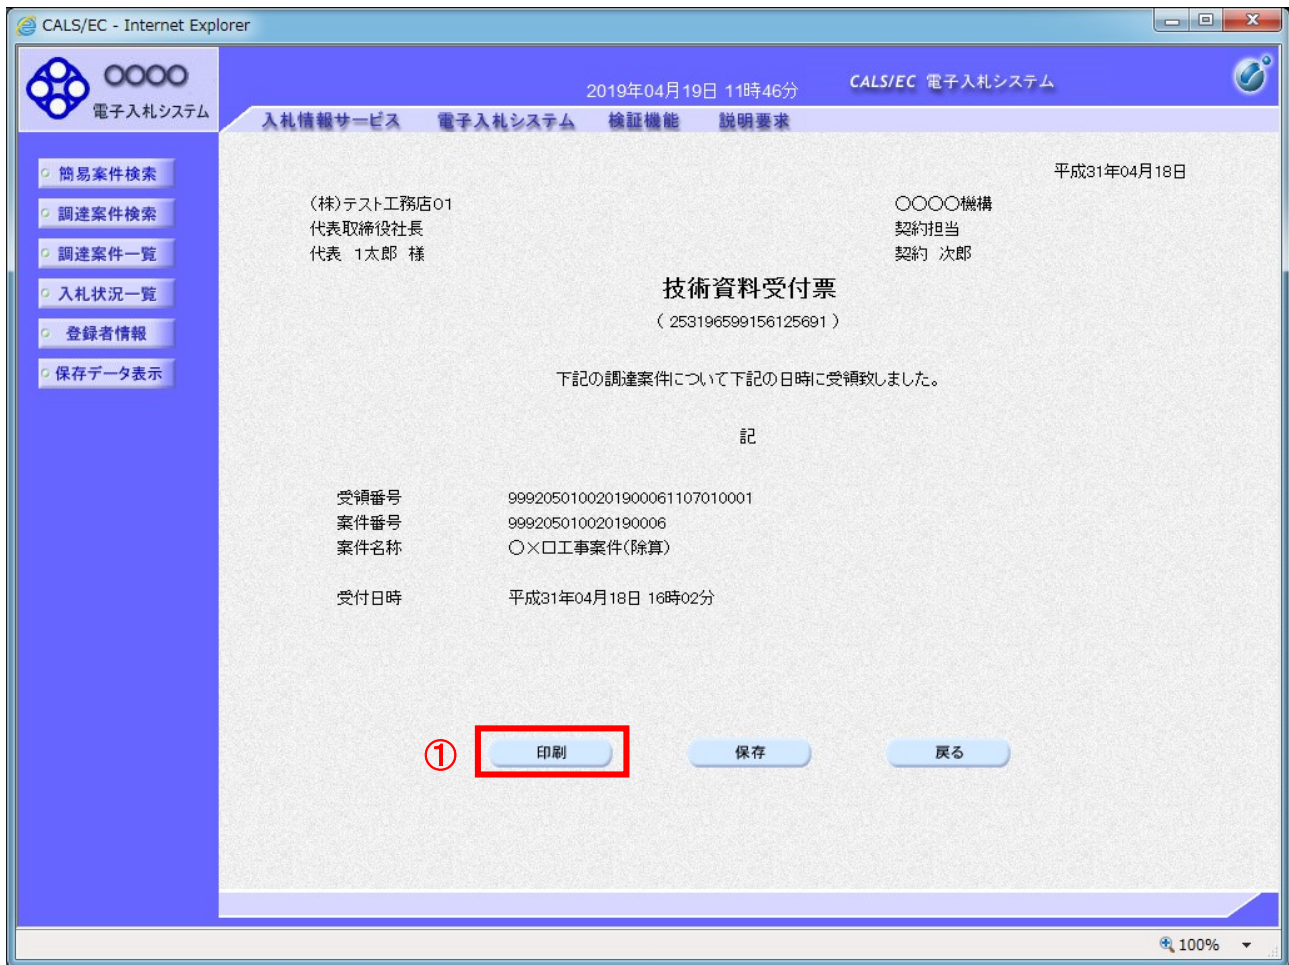 CALS/EC - Internet Explorer
〇〇〇〇
電子入札システム
2019年04月19日 11時46分
CALS/EC 電子入札システム
入札情報サービス 電子入札システム 検証機能 説明要求
簡易案件検索
調達案件検索
調達案件一覧
入札状況一覧
登録者情報
保存データ表示
平成31年04月18日
(株)テスト工務店01
代表取締役社長
代表 1太郎 様
〇〇〇〇機構
契約担当
契約 次郎
技術資料受付票
( 253196599156125691 )
下記の調達案件について下記の日時に受領致しました。
記
受領番号 9992050100201900061107010001
案件番号 999205010020190006
案件名称 〇×口工事案件(除算)
受付日時 平成31年04月18日 16時02分
① 印刷 保存 戻る
100%